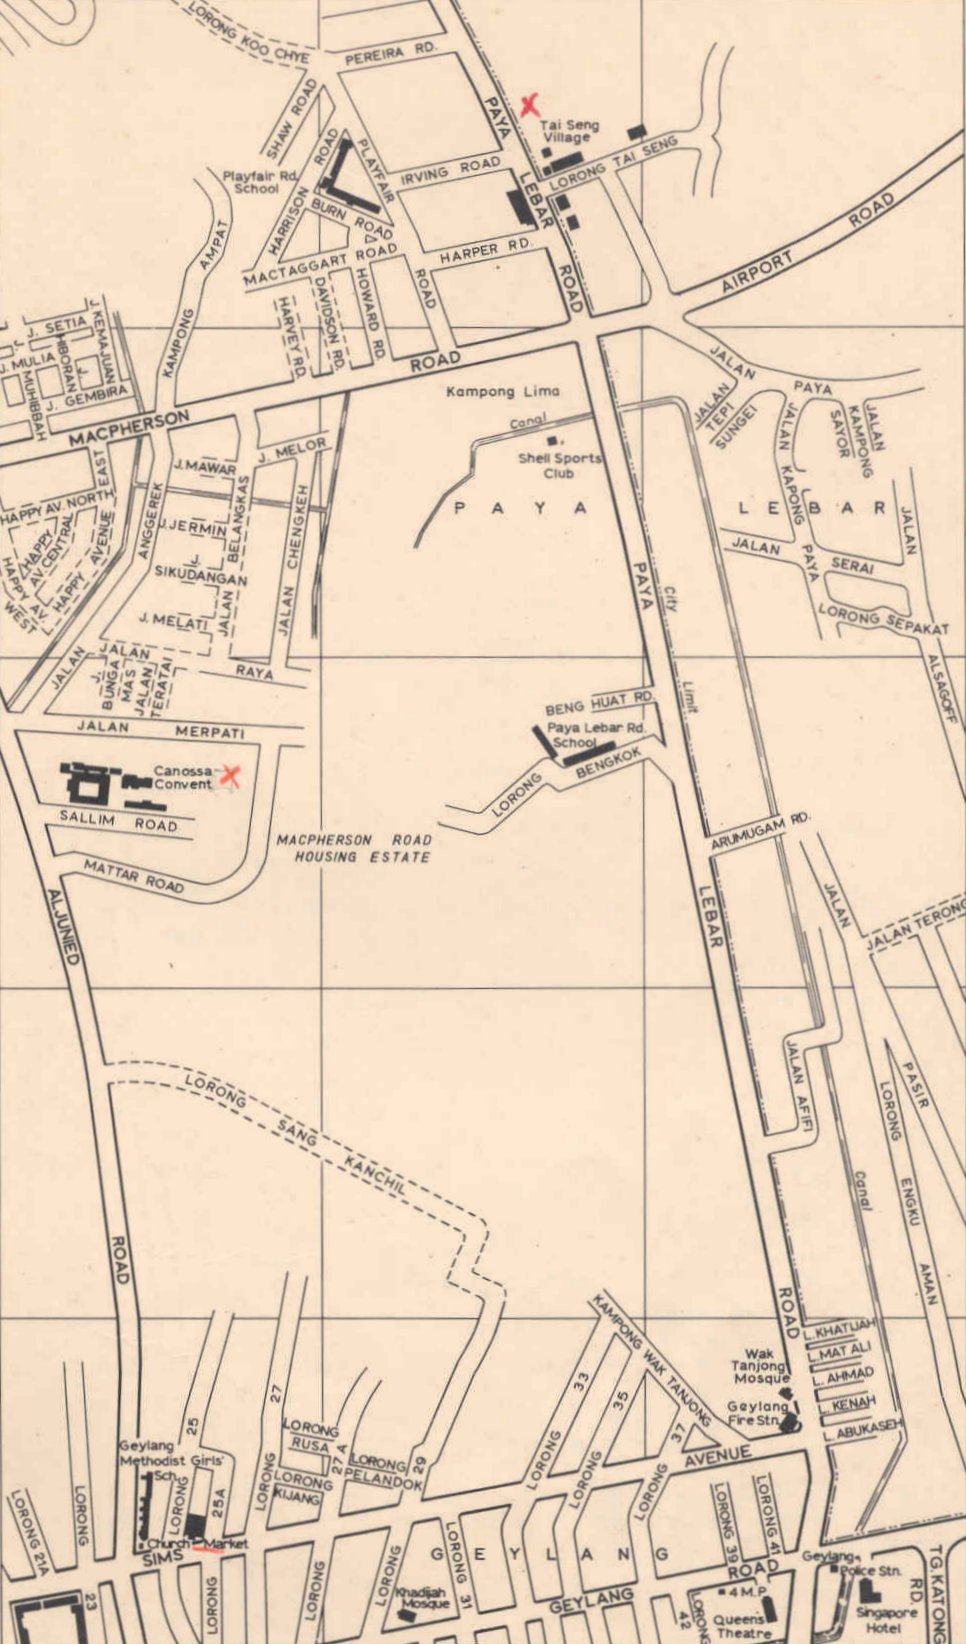 LORONG KOO CHYE
PEREIRA RD.
SHAW ROAD
PAYA
Tai Seng
Village
LORONG TAI SENG
Playfair Rd.
School
HARRISON ROAD
PLAYFAIR
IRVING ROAD
LEBAR
BURN ROAD
AMPAT
MACTAGGART ROAD
HARPER RD.
ROAD
ROAD
AIRPORT ROAD
HARVEY RD.
DAVIDSON RD.
HOWARD RD.
J. SETIA
J. KEMAJUAN
J. MULIA
J. HIBORAN
J.
MUHIBBAH
J. GEMBIRA
KAMPONG
MACPHERSON
ROAD
Kampong Lima
Canal
Shell Sports
Club
JALAN
PAYA
JALAN
TEPI
SUNGEI
JALAN KAPONG PAYA
SAYOR
JALAN
KAMPONG
J. MAWAR
J. MELOR
EAST
HAPPY AV. NORTH
HAPPY
AV. CENTRAL
HAPPY AVENUE
HAPPY AV.
WEST
ANGGEREK
J. JERMIN
J.
SIKUDANGAN
JALAN BELANGKAS
JALAN CHENGKEH
J. MELATI
PAYA
LEBAR
JALAN
JALAN
SERAI
LORONG SEPAKAT
ALSAGOFF
PAYA
City
Limit
JALAN
JALAN
RAYA
J.
BUNGA
MAS
JALAN
TERATAI
JALAN MERPATI
BENG HUAT RD.
Paya Lebar Rd.
School
LORONG BENGKOK
Canossa
Convent
SALLIM ROAD
MATTAR ROAD
MACPHERSON ROAD
HOUSING ESTATE
ARUMUGAM RD.
ALJUNIED
LEBAR
JALAN
JALAN TERONG
JALAN AFIFI
PASIR
LORONG ENGKU AMAN
LORONG SANG KANCHIL
Canal
ROAD
ROAD
KAMPONG WAK TANJONG
L. KHATIJAH
L. MAT ALI
L. AHMAD
L. KENAH
L. ABUKASEH
Wak
Tanjong
Mosque
Geylang
Fire Stn.
AVENUE
33
35
37
LORONG
LORONG
LORONG
27
25
LORONG
RUSA
27A
LORONG
PELANDOK
29
LORONG
KIJANG
LORONG
Geylang
Methodist Girls'
Sch.
LORONG
25A
LORONG 21A
LORONG
23
Church
Market
SIMS
LORONG
LORONG
LORONG
LORONG 31
GEYLANG
Khadijah
Mosque
GEYLANG
ROAD
LORONG 39
LORONG 41
LORONG
42
4 M.P.
Queens
Theatre
Geylang
Police Stn.
Singapore
Hotel
TG. KATONG
RD.